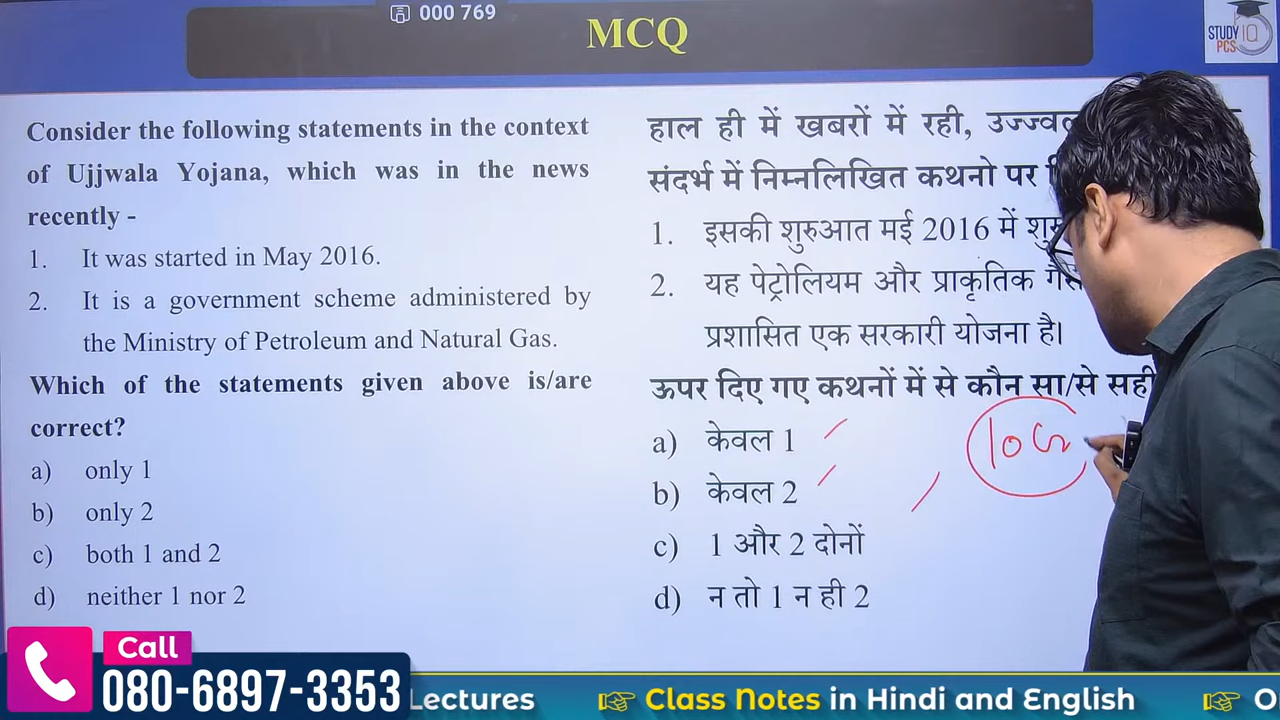 000 769
MCQ
STUDY IQ
PCS
Consider the following statements in the context
of Ujjwala Yojana, which was in the news
recently -
1. It was started in May 2016.
2. It is a government scheme administered by
the Ministry of Petroleum and Natural Gas.
Which of the statements given above is/are
correct?
a) only 1
b) only 2
c) both 1 and 2
d) neither 1 nor 2
हाल ही में खबरों में रही,
संदर्भ में निम्नलिखित कथनो पर
1. इसकी शुरुआत मई 2016 में
2. यह पेट्रोलियम और प्राकृतिक
प्रशासित एक सरकारी योजना है।
ऊपर दिए गए कथनों में से कौन सा/से सही
a) केवल 1
b) केवल 2
c) 1 और 2 दोनों
d) न तो 1 न ही 2
Call
080-6897-3353
Lectures
Class Notes in Hindi and English